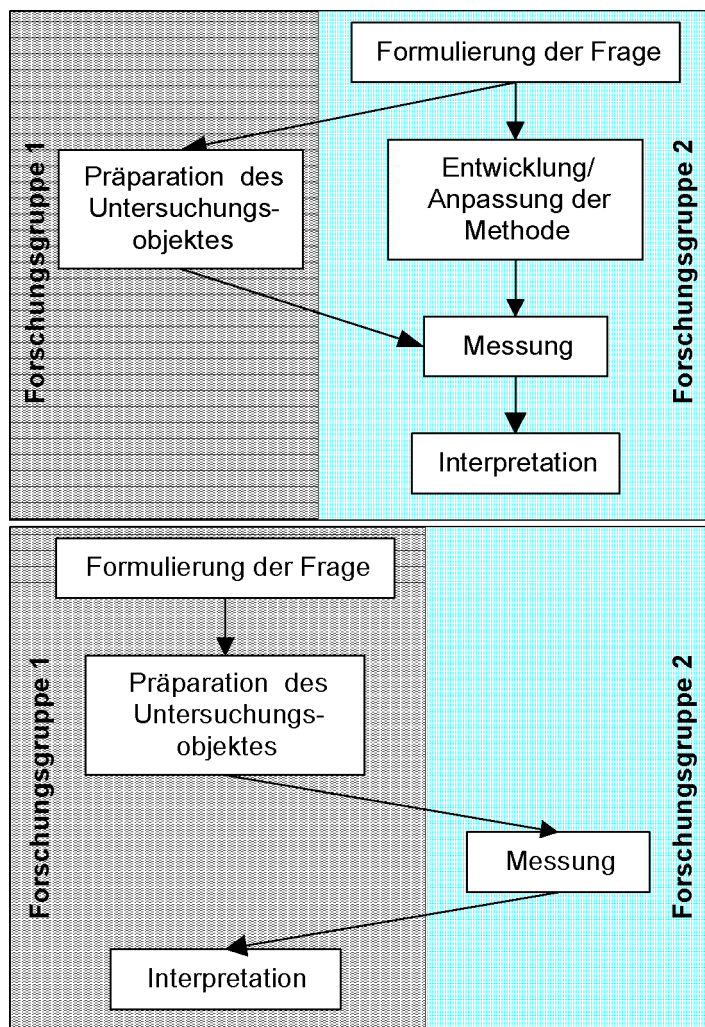 Formulierung der Frage
Forschungsgruppe 1
Präparation des
Untersuchungs-
objektes
Entwicklung/
Anpassung der
Methode
Forschungsgruppe 2
Messung
Interpretation
Formulierung der Frage
Forschungsgruppe 1
Präparation des
Untersuchungs-
objektes
Forschungsgruppe 2
Messung
Interpretation